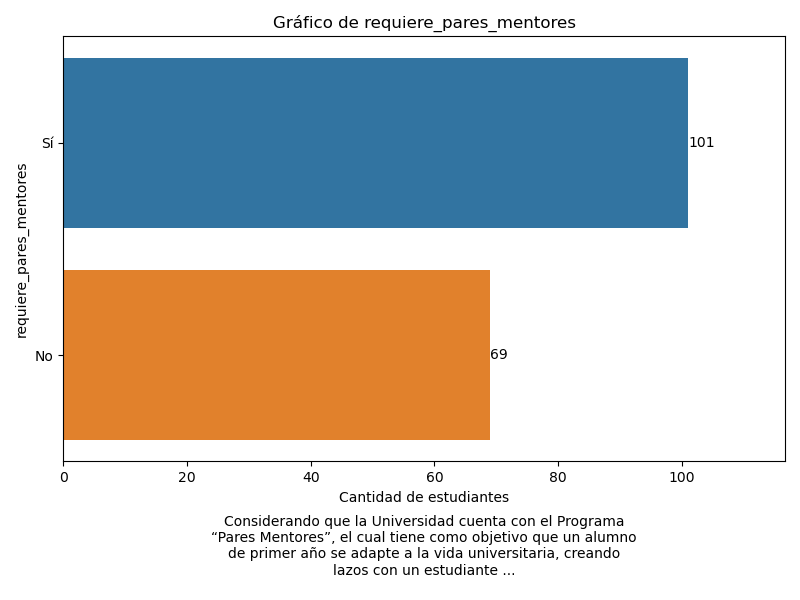 Gráfico de requiere_pares_mentores
requiere_pares_mentores
Sí
101
No
69
0 20 40 60 80 100
Cantidad de estudiantes
Considerando que la Universidad cuenta con el Programa
“Pares Mentores”, el cual tiene como objetivo que un alumno
de primer año se adapte a la vida universitaria, creando
lazos con un estudiante ...